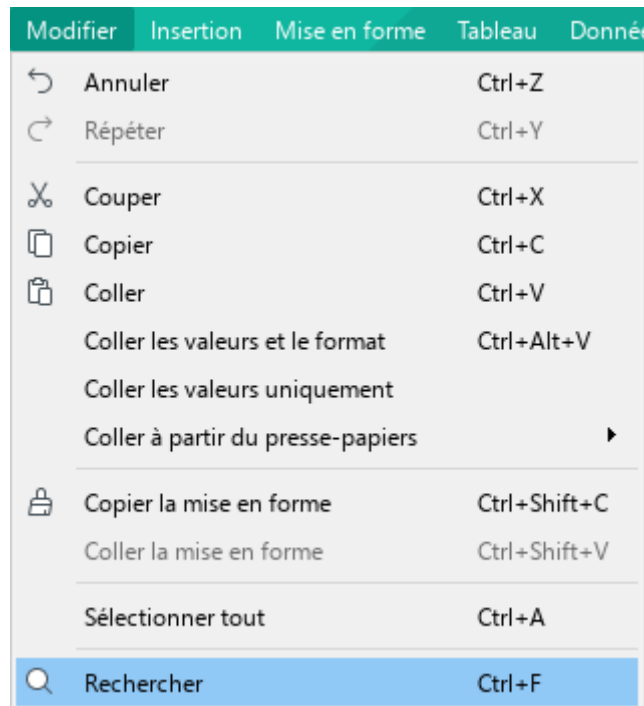 Modifier Insertion Mise en forme Tableau Donné
Annuler Ctrl+Z
Répéter Ctrl+Y
Couper Ctrl+X
Copier Ctrl+C
Coller Ctrl+V
Coller les valeurs et le format Ctrl+Alt+V
Coller les valeurs uniquement
Coller à partir du presse-papiers
Copier la mise en forme Ctrl+Shift+C
Coller la mise en forme Ctrl+Shift+V
Sélectionner tout Ctrl+A
Rechercher Ctrl+F